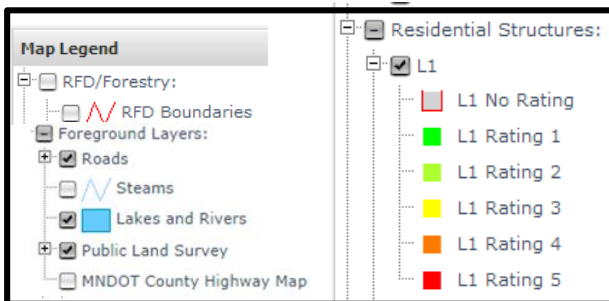 Map Legend
RFD/Forestry:
RFD Boundaries
Foreground Layers:
Roads
Steams
Lakes and Rivers
Public Land Survey
MNDOT County Highway Map
Residential Structures:
L1
L1 No Rating
L1 Rating 1
L1 Rating 2
L1 Rating 3
L1 Rating 4
L1 Rating 5